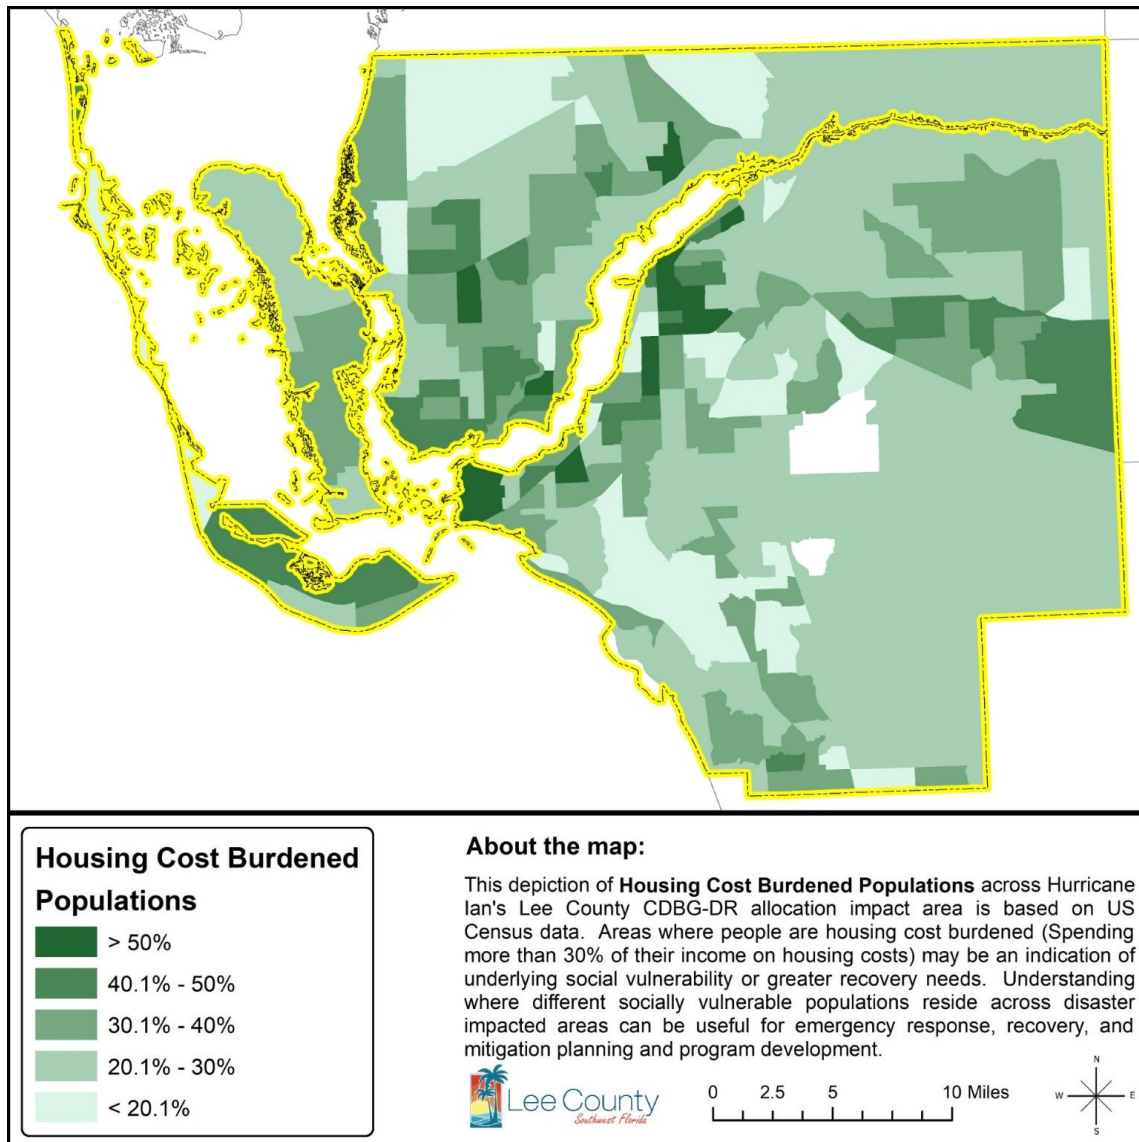 Housing Cost Burdened
Populations
> 50%
40.1% - 50%
30.1% - 40%
20.1% - 30%
< 20.1%
About the map:
This depiction of Housing Cost Burdened Populations across Hurricane
Ian's Lee County CDBG-DR allocation impact area is based on US
Census data. Areas where people are housing cost burdened (Spending
more than 30% of their income on housing costs) may be an indication of
underlying social vulnerability or greater recovery needs. Understanding
where different socially vulnerable populations reside across disaster
impacted areas can be useful for emergency response, recovery, and
mitigation planning and program development.
Lee County
Southwest Florida
0 2.5 5 10 Miles
N
W E
S